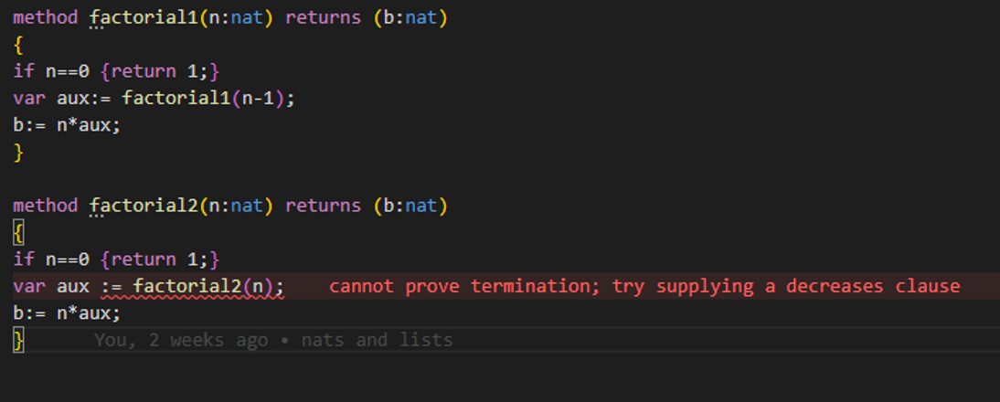 method factorial1(n:nat) returns (b:nat)
{
if n==0 {return 1;}
var aux:= factorial1(n-1);
b:= n*aux;
}
method factorial2(n:nat) returns (b:nat)
{
if n==0 {return 1;}
var aux := factorial2(n); cannot prove termination; try supplying a decreases clause
b:= n*aux;
} You, 2 weeks ago • nats and lists